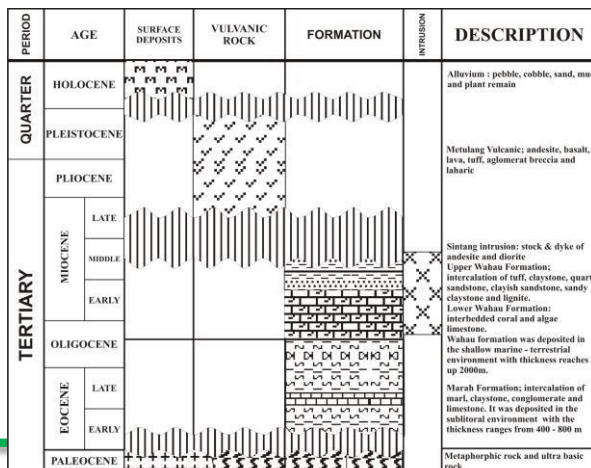 PERIOD
AGE
SURFACE
DEPOSITS
VULVANIC
ROCK
FORMATION
INTRUSION
DESCRIPTION
QUARTER
HOLOCENE
PLEISTOCENE
TERTIARY
PLIOCENE
MIOCENE
LATE
MIDDLE
EARLY
OLIGOCENE
EOCENE
LATE
EARLY
PALEOCENE
Alluvium : pebble, cobble, sand, mu
and plant remain
Metulang Vulcanic; andesite, basalt,
lava, tuff, aglomerat breccia and
laharic
Sintang intrusion: stock & dyke of
andesite and diorite
Upper Wahau Formation;
intercalation of tuff, claystone, quart
sandstone, clayish sandstone, sandy
claystone and lignite.
Lower Wahau Formation:
interbedded coral and algae
limestone.
Wahau formation was deposited in
the shallow marine - terrestrial
environment with thickness reaches
up 2000m.
Marah Formation; intercalation of
marl, claystone, conglomerate and
limestone. It was deposited in the
sublitoral environment with the
thickness ranges from 400 - 800 m
Metaphorphic rock and ultra basic
rock